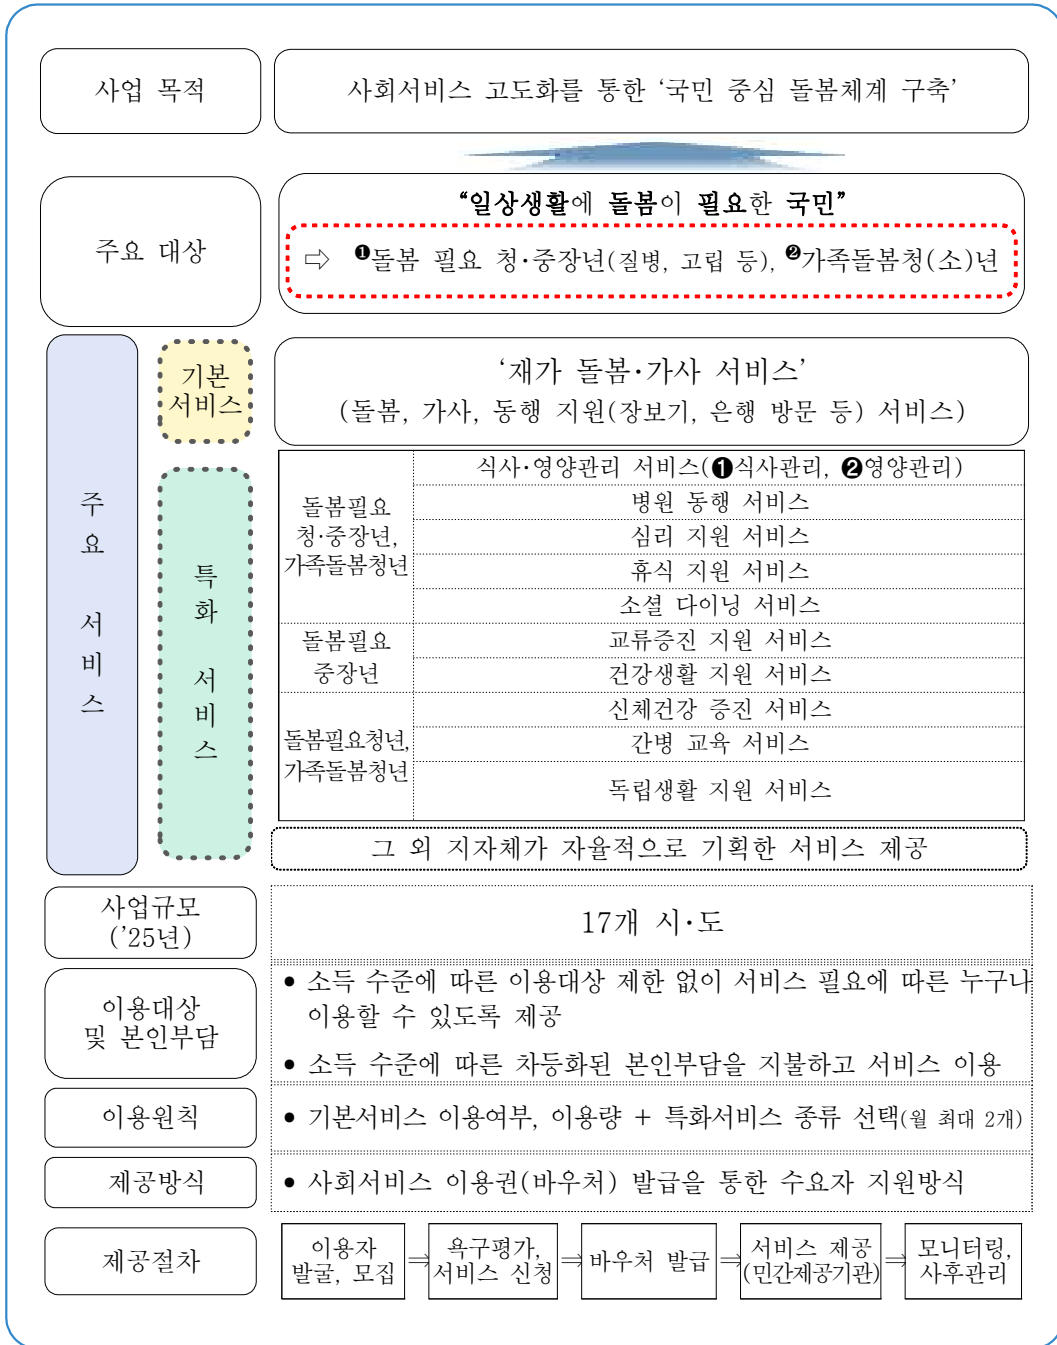 사업 목적
사회서비스 고도화를 통한 ‘국민 중심 돌봄체계 구축’
주요 대상
“일상생활에 돌봄이 필요한 국민”
⇨ ❶돌봄 필요 청·중장년(질병, 고립 등), ❷가족돌봄청(소)년
주요 서비스
기본
서비스
‘재가 돌봄·가사 서비스’
(돌봄, 가사, 동행 지원(장보기, 은행 방문 등) 서비스)
특화 서비스
돌봄필요
청·중장년,
가족돌봄청년
식사·영양관리 서비스(❶식사관리, ❷영양관리)
병원 동행 서비스
심리 지원 서비스
휴식 지원 서비스
소셜 다이닝 서비스
돌봄필요
중장년
교류증진 지원 서비스
건강생활 지원 서비스
돌봄필요청년,
가족돌봄청년
신체건강 증진 서비스
간병 교육 서비스
독립생활 지원 서비스
그 외 지자체가 자율적으로 기획한 서비스 제공
사업규모
(’25년)
17개 시·도
이용대상
및 본인부담
• 소득 수준에 따른 이용대상 제한 없이 서비스 필요에 따른 누구나
이용할 수 있도록 제공
• 소득 수준에 따른 차등화된 본인부담을 지불하고 서비스 이용
이용원칙
• 기본서비스 이용여부, 이용량 + 특화서비스 종류 선택(월 최대 2개)
제공방식
• 사회서비스 이용권(바우처) 발급을 통한 수요자 지원방식
제공절차
이용자
발굴, 모집
⇒
욕구평가,
서비스 신청
⇒
바우처 발급
⇒
서비스 제공
(민간제공기관)
⇒
모니터링,
사후관리